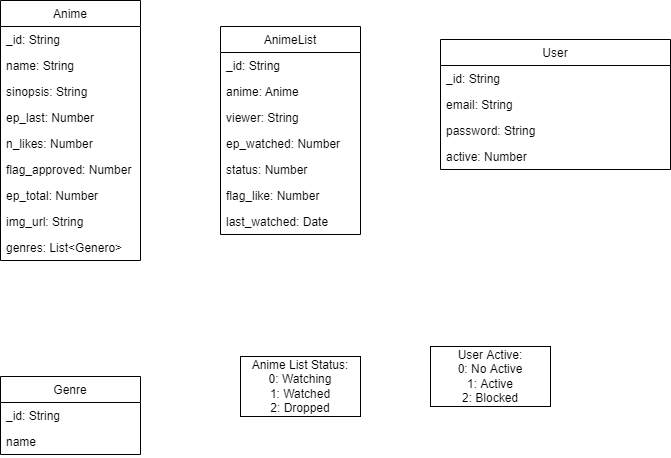 Anime
_id: String
name: String
sinopsis: String
ep_last: Number
n_likes: Number
flag_approved: Number
ep_total: Number
img_url: String
genres: List<Genero>
AnimeList
_id: String
anime: Anime
viewer: String
ep_watched: Number
status: Number
flag_like: Number
last_watched: Date
User
_id: String
email: String
password: String
active: Number
Genre
_id: String
name
Anime List Status:
0: Watching
1: Watched
2: Dropped
User Active:
0: No Active
1: Active
2: Blocked